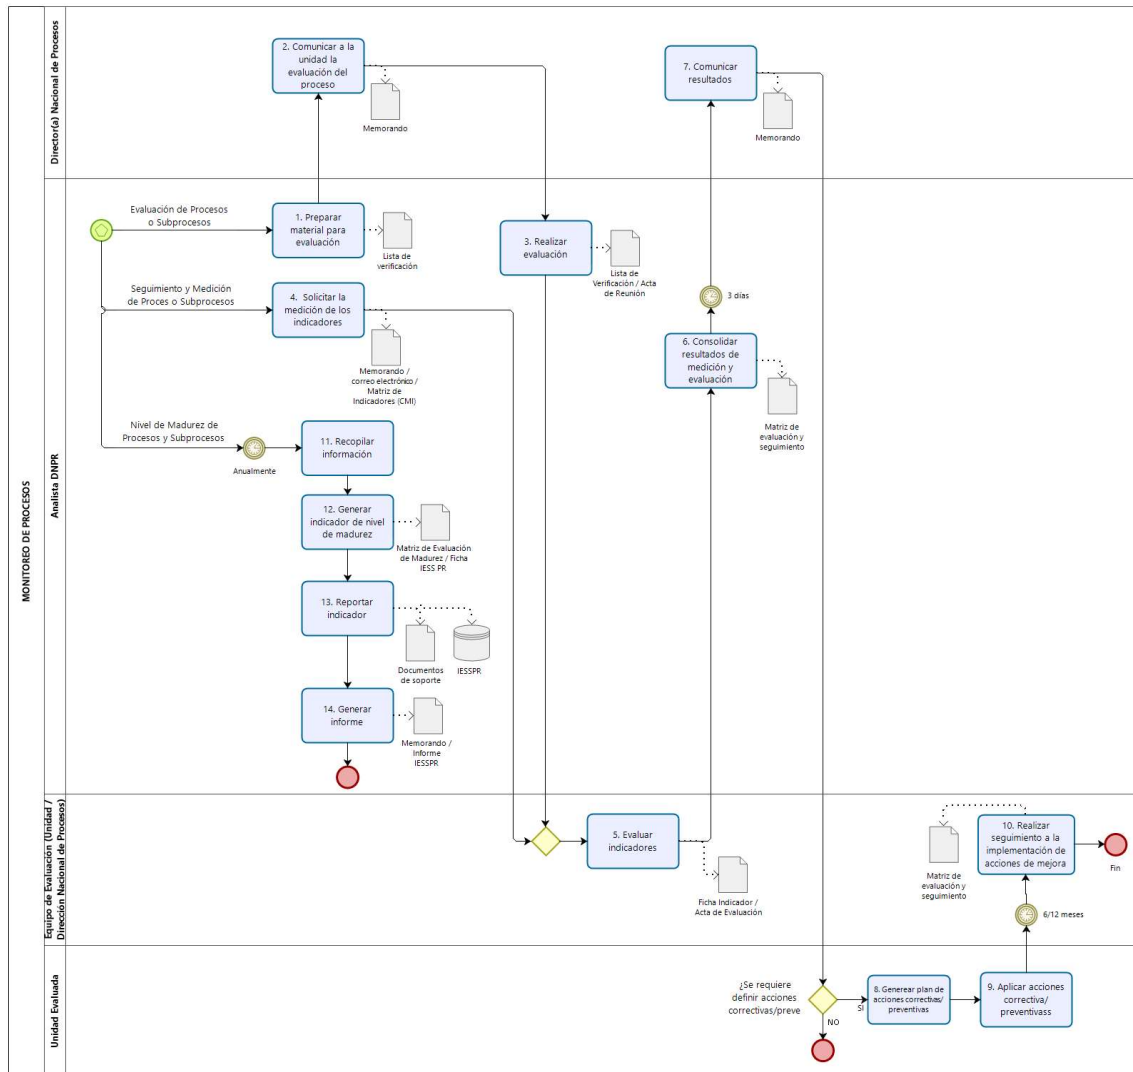 MONITOREO DE PROCESOS
Director(a) Nacional de Procesos
2. Comunicar a la
unidad la
evaluación del
proceso
Memorando
7. Comunicar
resultados
Memorando
Analista DNPR
Evaluación de Procesos
o Subprocesos
1. Preparar
material para
evaluación
Lista de
verificación
3. Realizar
evaluación
Lista de
Verificación / Acta
de Reunión
Seguimiento y Medición
de Proces o Subprocesos
4. Solicitar la
medición de los
indicadores
Memorando /
correo electrónico /
Matriz de
Indicadores (CMI)
3 días
6. Consolidar
resultados de
medición y
evaluación
Matriz de
evaluación y
seguimiento
Nivel de Madurez de
Procesos y Subprocesos
Anualmente
11. Recopilar
información
12. Generar
indicador de nivel
de madurez
Matriz de Evaluación
de Madurez / Ficha
IESS PR
13. Reportar
indicador
Documentos
de soporte
IESSPR
14. Generar
informe
Memorando /
Informe
IESSPR
Equipo de Evaluación (Unidad /
Dirección Nacional de Procesos)
5. Evaluar
indicadores
Ficha Indicador /
Acta de Evaluación
10. Realizar
seguimiento a la
implementación de
acciones de mejora
Matriz de
evaluación y
seguimiento
Fin
6/12 meses
Unidad Evaluada
¿Se requiere
definir acciones
correctivas/preve
SI
NO
8. Generear plan de
acciones correctivas/
preventivas
9. Aplicar acciones
correctiva/
preventivass